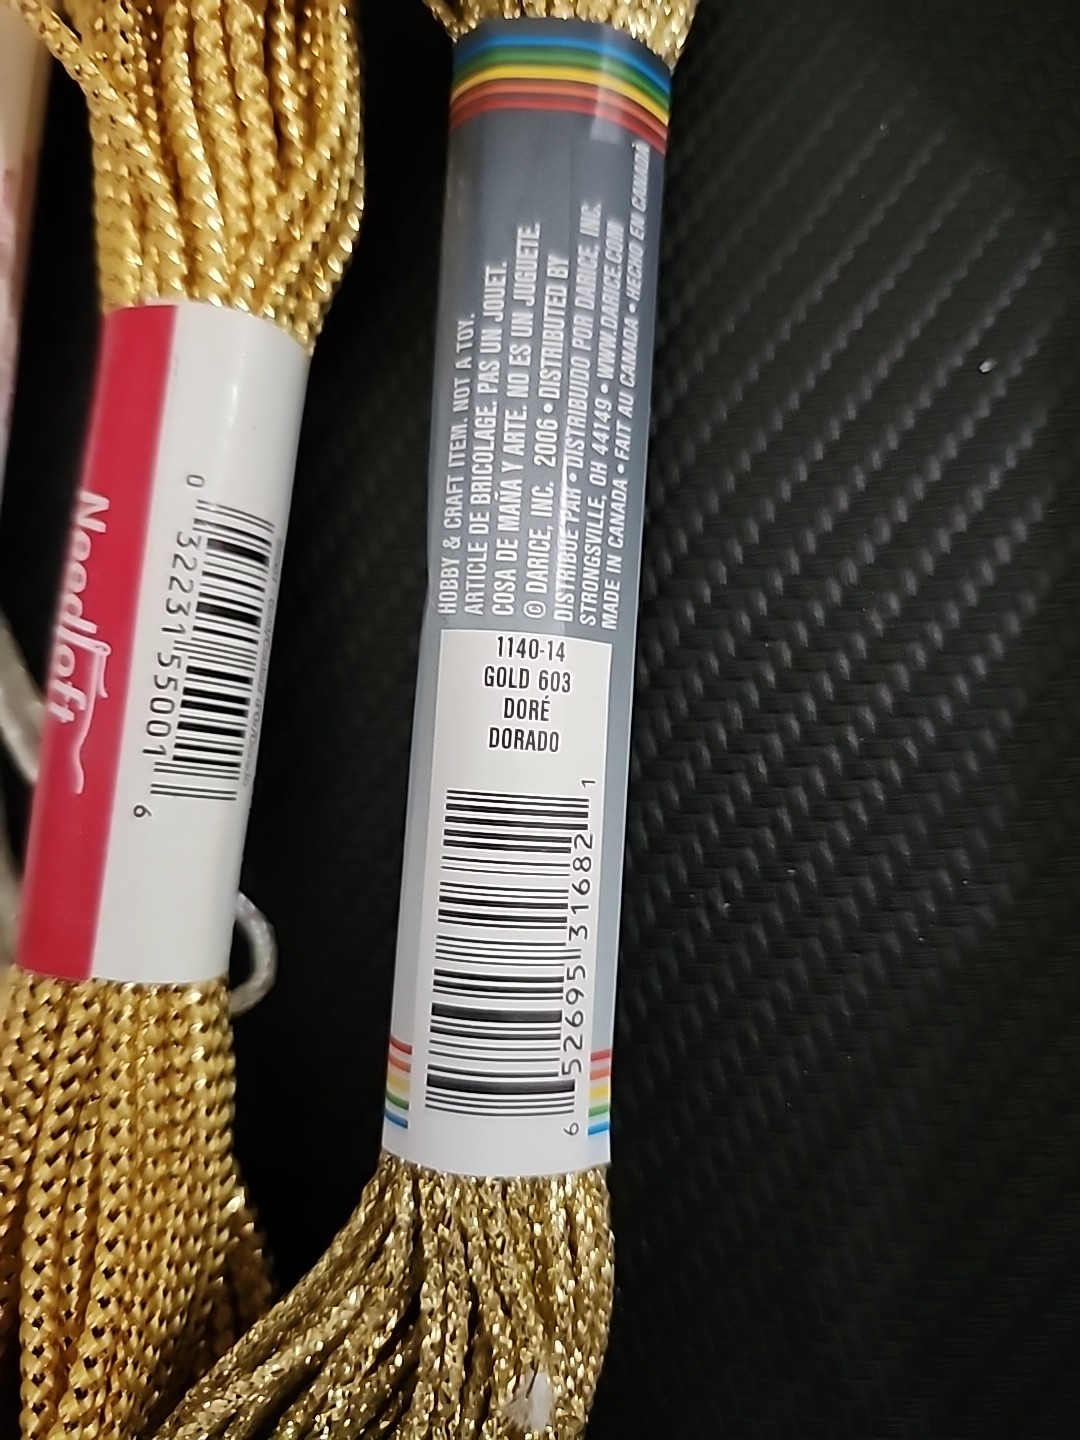 Needloft
0 32231 55001 6
HOBBY & CRAFT ITEM. NOT A TOY.
ARTICLE DE BRICOLAGE. PAS UN JOUET.
COSA DE MAÑA Y ARTE. NO ES UN JUGUETE.
© DARICE, INC. 2006 • DISTRIBUTED BY
DISTRIBUÉ PAR • DISTRIBUIDO POR DARICE, INC.
STRONGSVILLE, OH 44149 • WWW.DARICE.COM
MADE IN CANADA • FAIT AU CANADA • HECHO EN CANADÁ
1140-14
GOLD 603
DORÉ
DORADO
6 52695 31682 1